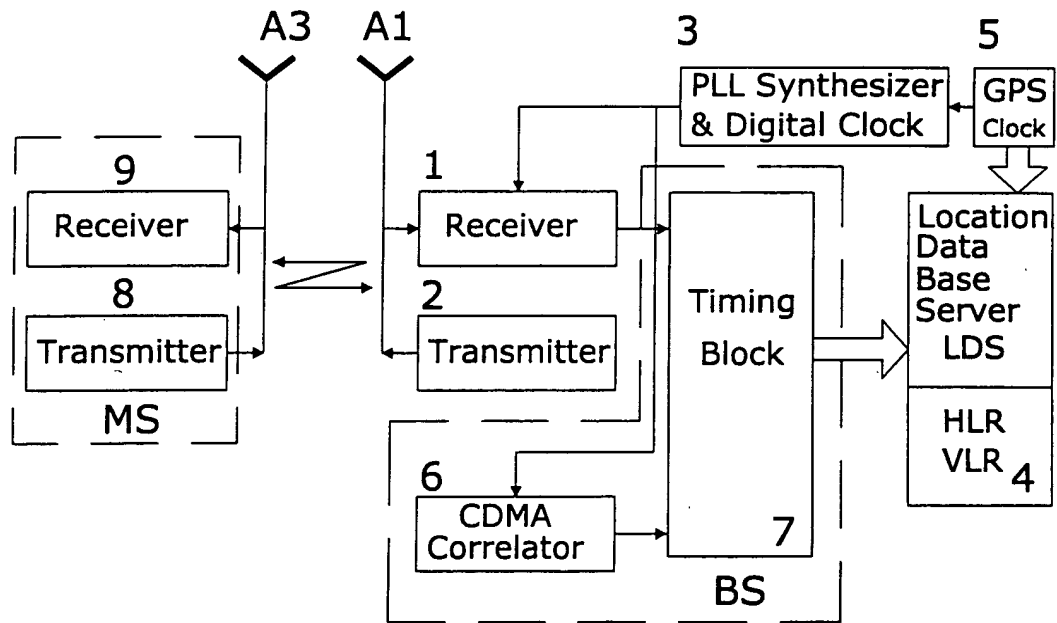 A3
A1
3
5
PLL Synthesizer
& Digital Clock
GPS
Clock
9
Receiver
1
Receiver
Location
Data
Base
Server
LDS
8
Transmitter
2
Transmitter
Timing
Block
MS
HLR
VLR
4
6
CDMA
Correlator
7
BS